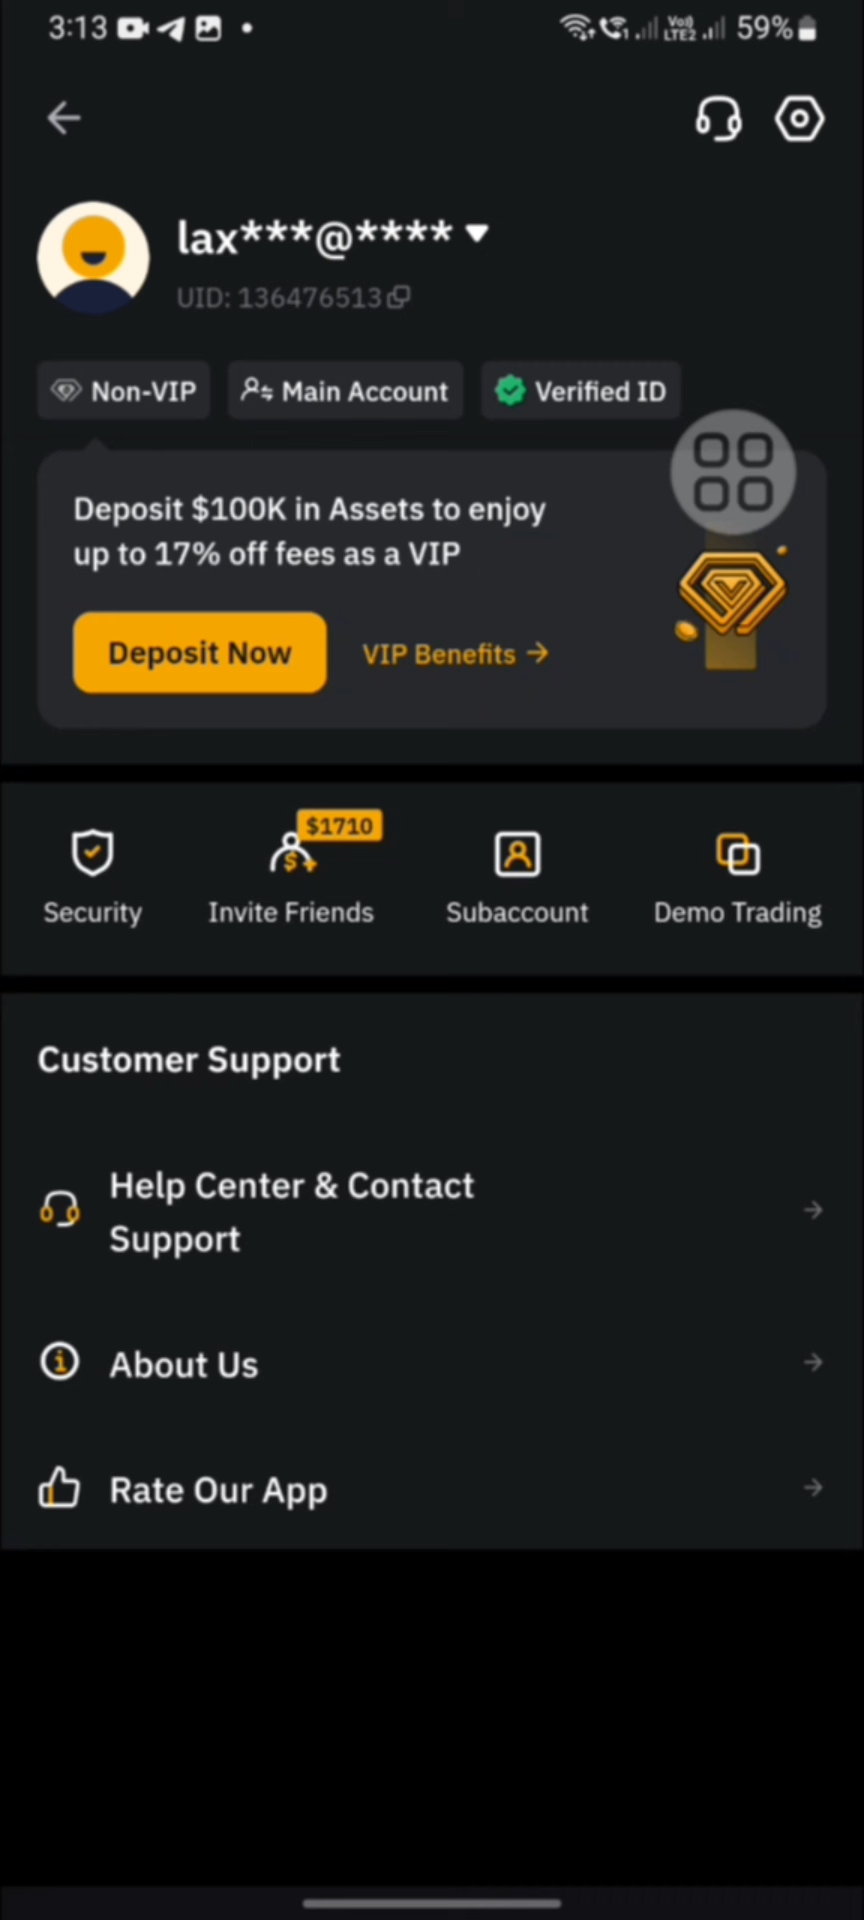 3:13
Vo))
LTE2
59%
lax***@****
UID: 136476513
Non-VIP
Main Account
Verified ID
Deposit $100K in Assets to enjoy
up to 17% off fees as a VIP
Deposit Now
VIP Benefits →
$1710
Security
Invite Friends
Subaccount
Demo Trading
Customer Support
Help Center & Contact
Support
About Us
Rate Our App